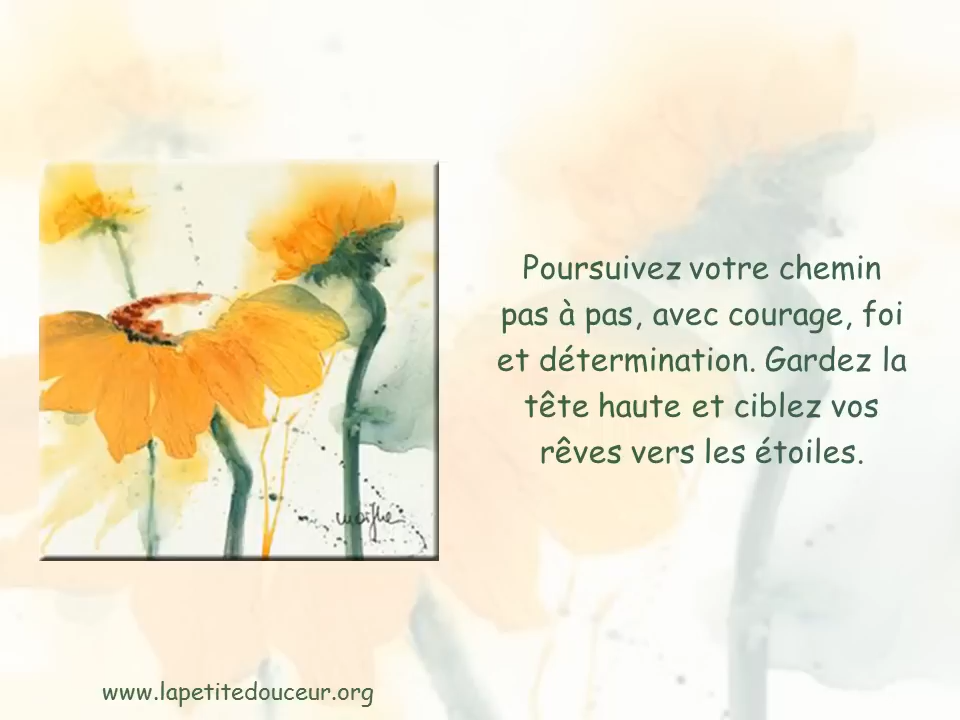 Poursuivez votre chemin
pas à pas, avec courage, foi
et détermination. Gardez la
tête haute et ciblez vos
rêves vers les étoiles.
www.lapetitedouceur.org